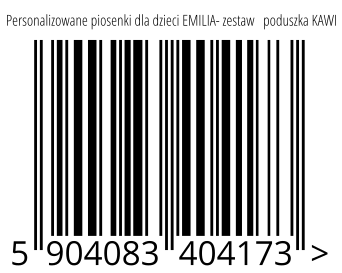 Personalizowane piosenki dla dzieci EMILIA- zestaw poduszka KAWI
5 904083 404173 >